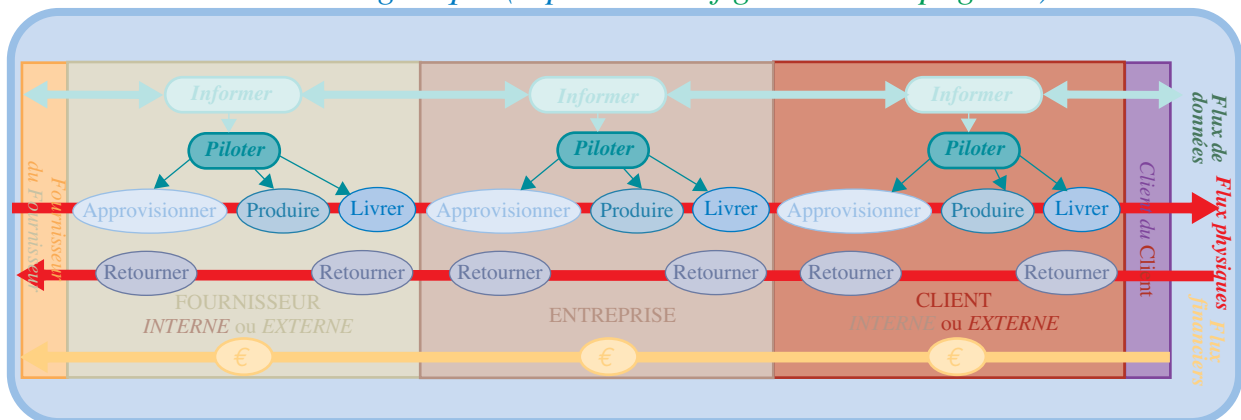 Informer
Informer
Informer
Piloter
Piloter
Piloter
Approvisionner
Produire
Livrer
Approvisionner
Produire
Livrer
Approvisionner
Produire
Livrer
Retourner
Retourner
Retourner
Retourner
Retourner
Retourner
FOURNISSEUR
INTERNE ou EXTERNE
ENTREPRISE
CLIENT
INTERNE ou EXTERNE
€
€
€
Fournisseur
du Fournisseur
Client du Client
Flux de
données
Flux physiques
Flux
financiers